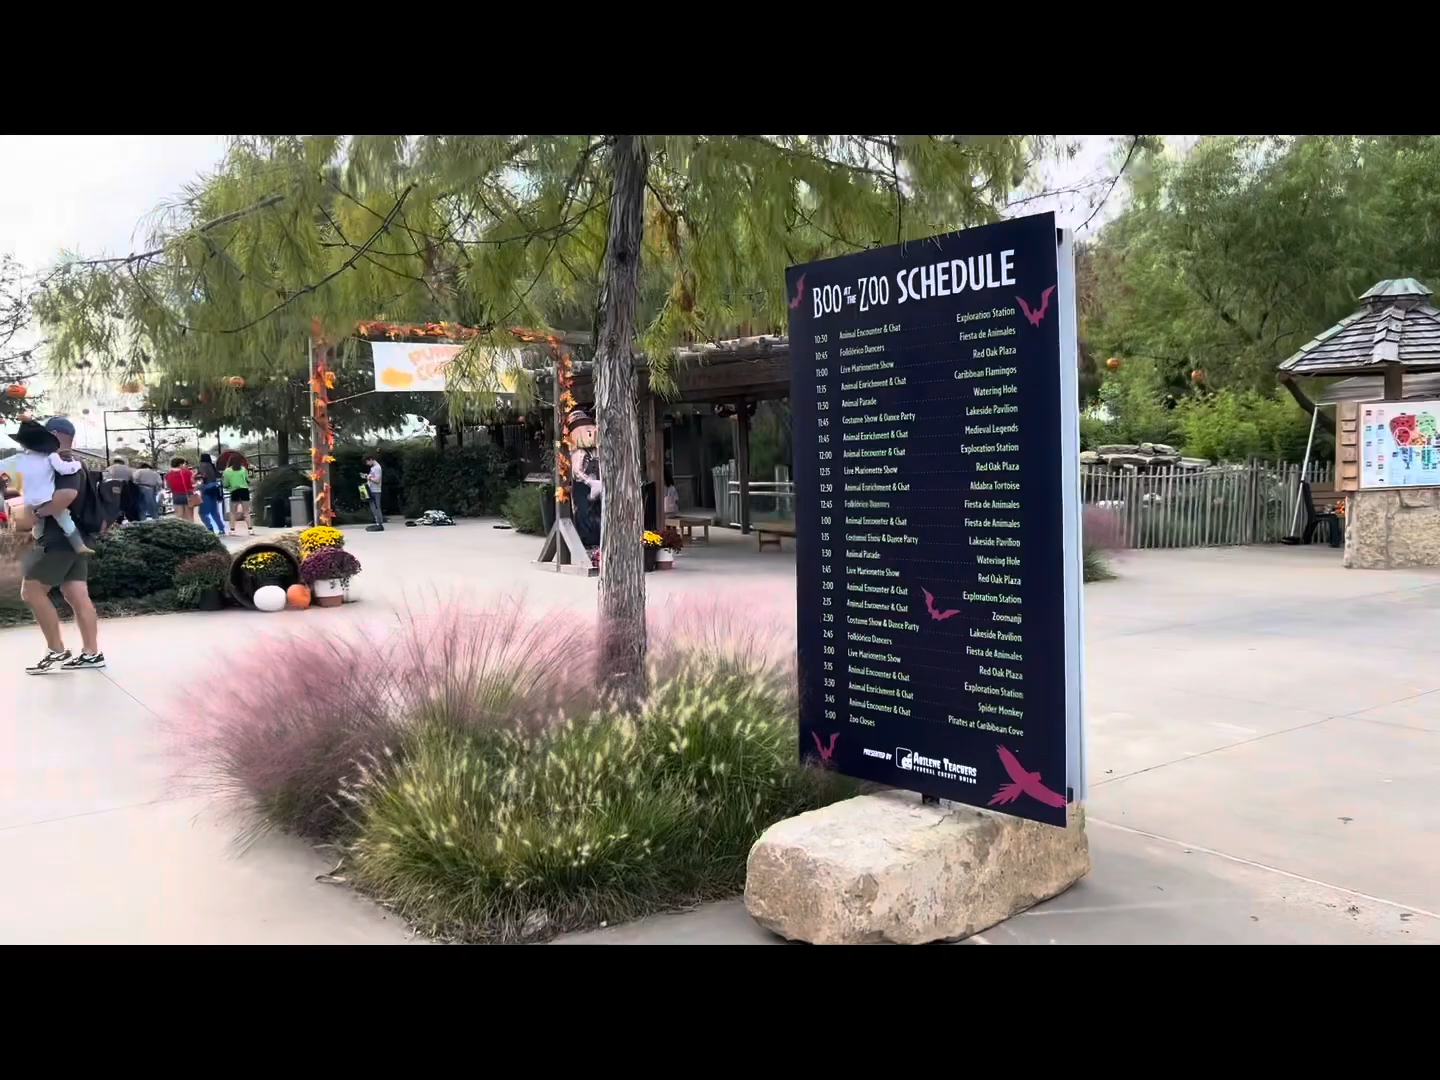 BOO AT THE ZOO SCHEDULE
10:30 Animal Encounter & Chat Exploration Station
10:45 Folklórico Dancers Fiesta de Animales
11:00 Live Marionette Show Red Oak Plaza
11:15 Animal Enrichment & Chat Caribbean Flamingos
11:30 Animal Parade Watering Hole
11:45 Costume Show & Dance Party Lakeside Pavilion
11:45 Animal Enrichment & Chat Medieval Legends
12:00 Animal Encounter & Chat Exploration Station
12:15 Live Marionette Show Red Oak Plaza
12:30 Animal Enrichment & Chat Aldabra Tortoise
12:45 Folklórico Dancers Fiesta de Animales
1:00 Animal Encounter & Chat Fiesta de Animales
1:15 Costume Show & Dance Party Lakeside Pavilion
1:30 Animal Parade Watering Hole
1:45 Live Marionette Show Red Oak Plaza
2:00 Animal Encounter & Chat Exploration Station
2:15 Animal Encounter & Chat Zoomanji
2:30 Costume Show & Dance Party Lakeside Pavilion
2:45 Folklórico Dancers Fiesta de Animales
3:00 Live Marionette Show Red Oak Plaza
3:15 Animal Encounter & Chat Exploration Station
3:30 Animal Enrichment & Chat Spider Monkey
3:45 Animal Encounter & Chat Pirates at Caribbean Cove
5:00 Zoo Closes
PRESENTED BY ABILENE TEACHERS
FEDERAL CREDIT UNION